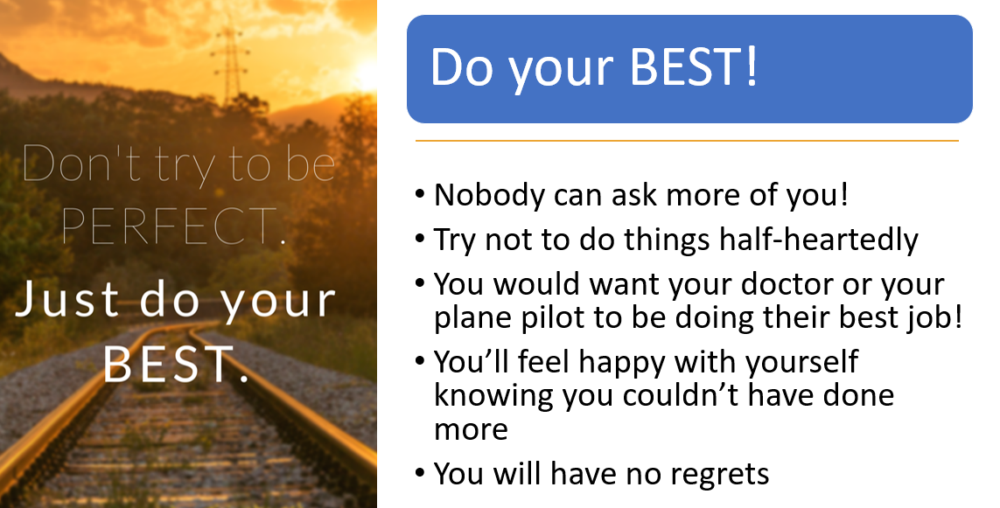 Don't try to be
PERFECT.
Just do your
BEST.
Do your BEST!
• Nobody can ask more of you!
• Try not to do things half-heartedly
• You would want your doctor or your
plane pilot to be doing their best job!
• You’ll feel happy with yourself
knowing you couldn’t have done
more
• You will have no regrets